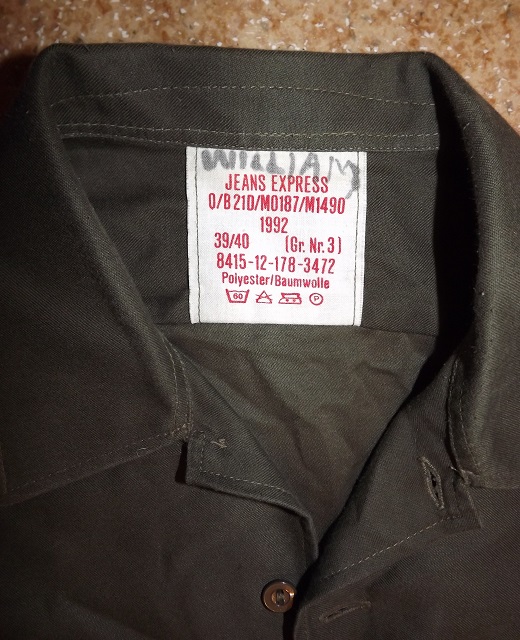 WILLIAM
JEANS EXPRESS
O/B 21D/M0187/M1490
1992
39/40 (Gr. Nr. 3)
8415-12-178-3472
Polyester/Baumwolle
60 P